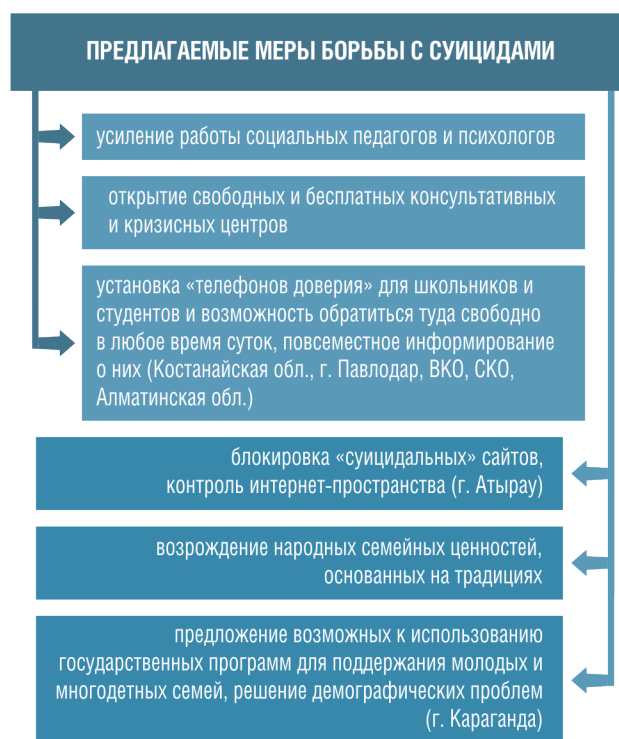 ПРЕДЛАГАЕМЫЕ МЕРЫ БОРЬБЫ С СУИЦИДАМИ
усиление работы социальных педагогов и психологов
открытие свободных и бесплатных консультативных
и кризисных центров
установка «телефонов доверия» для школьников и
студентов и возможность обратиться туда свободно
в любое время суток, повсеместное информирование
о них (Костанайская обл., г. Павлодар, ВКО, СКО,
Алматинская обл.)
блокировка «суицидальных» сайтов,
контроль интернет-пространства (г. Атырау)
возрождение народных семейных ценностей,
основанных на традициях
предложение возможных к использованию
государственных программ для поддержания молодых и
многодетных семей, решение демографических проблем
(г. Караганда)